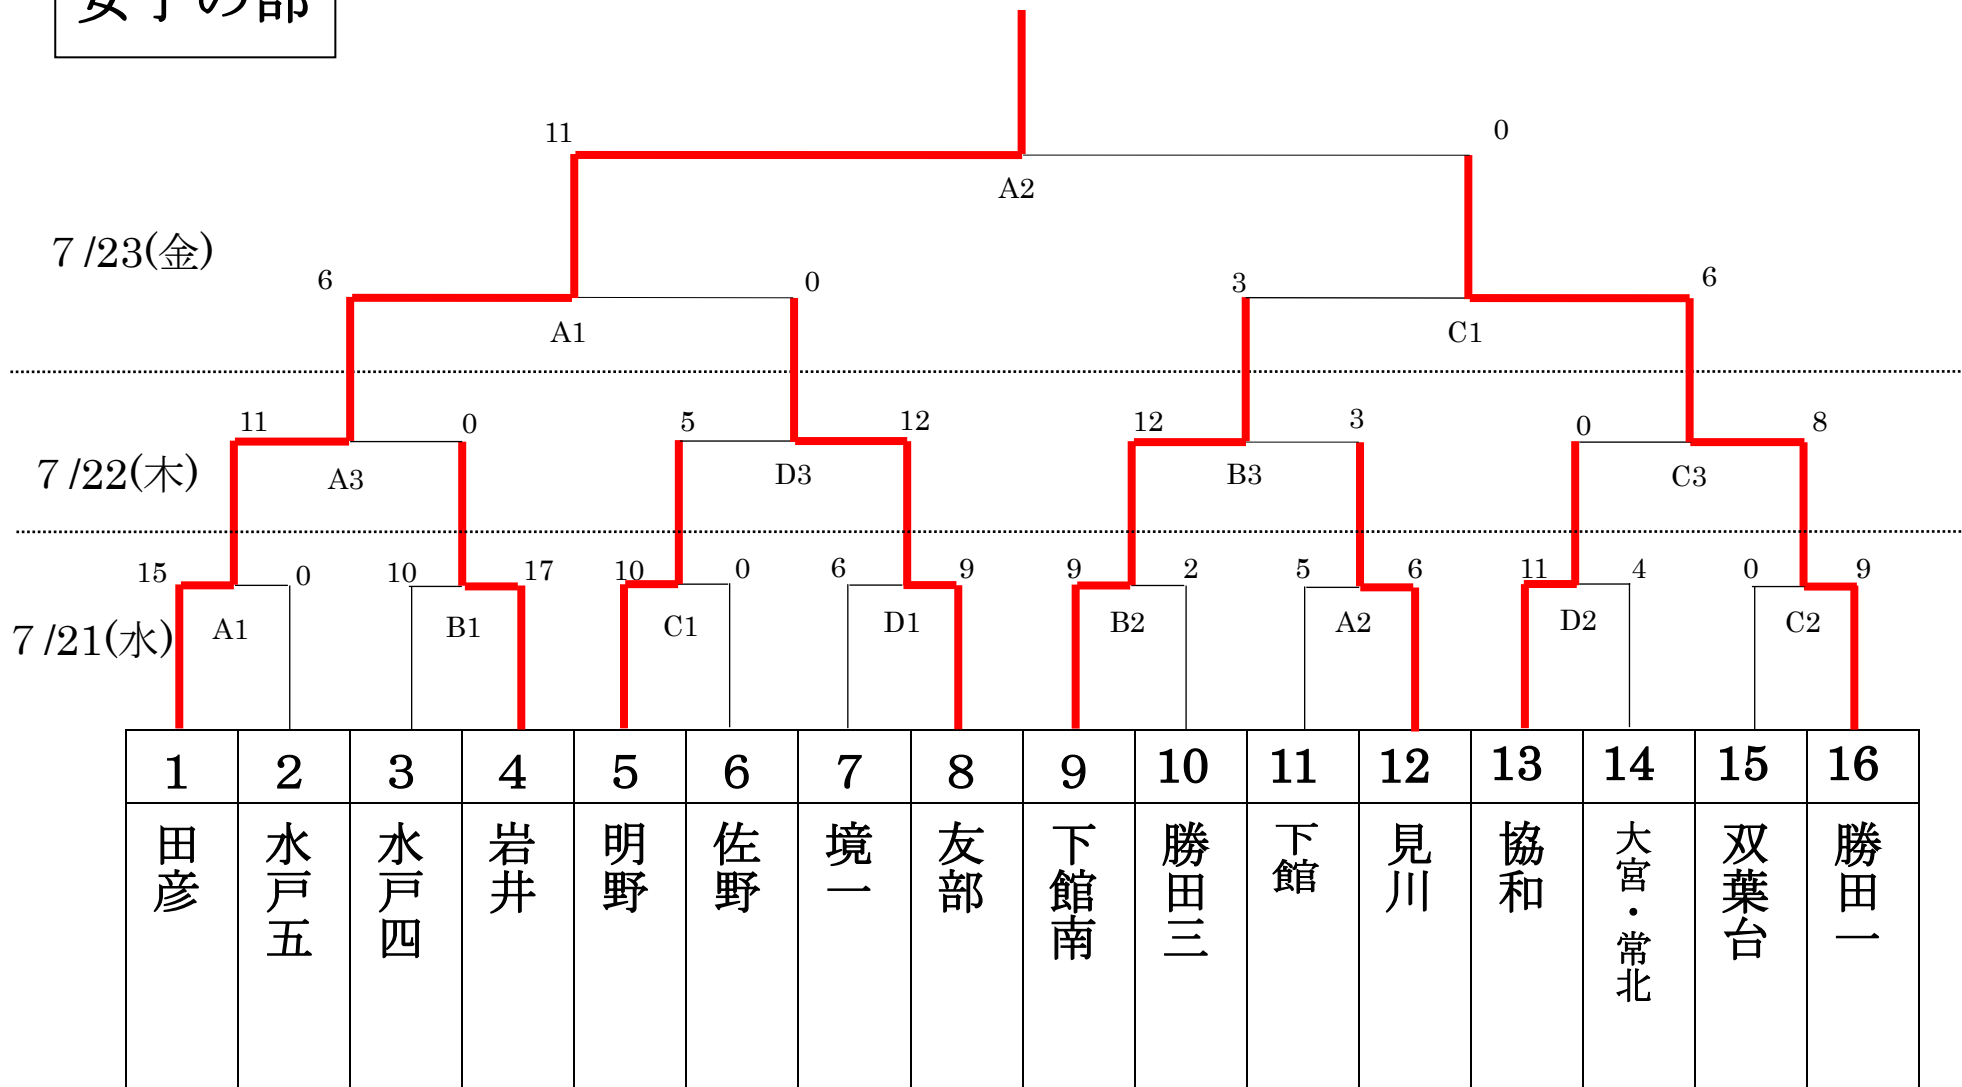 女子の部
11 0
A2
７/23(金)
6 0 3 6
A1 C1
11 0 5 12 12 3 0 8
７/22(木) A3 D3 B3 C3
15 0 10 17 10 0 6 9 9 2 5 6 11 4 0 9
７/21(水) A1 B1 C1 D1 B2 A2 D2 C2
1 2 3 4 5 6 7 8 9 10 11 12 13 14 15 16
田彦
水戸五
水戸四
岩井
明野
佐野
境一
友部
下館南
勝田三
下館
見川
協和
大宮・常北
双葉台
勝田一